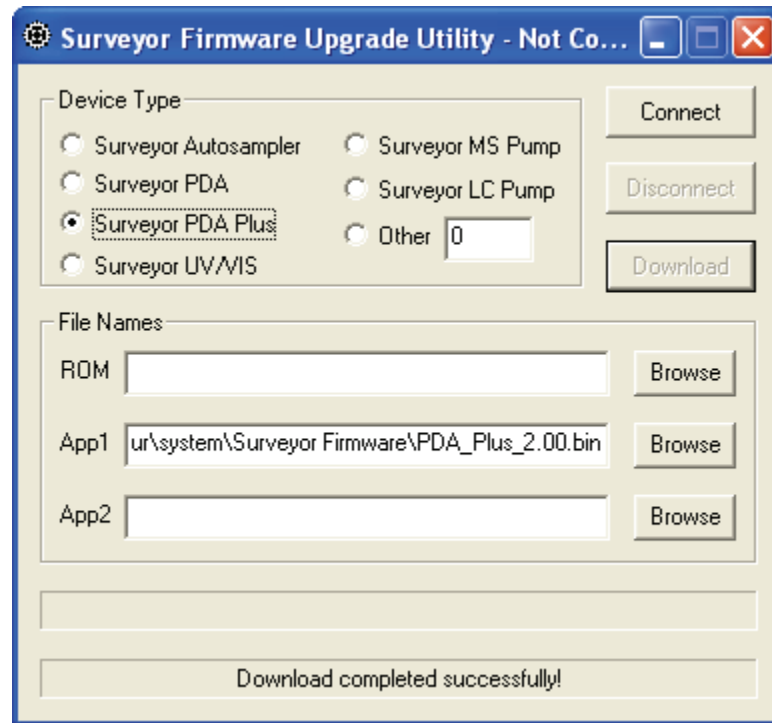 Surveyor Firmware Upgrade Utility - Not Co...
Device Type
Surveyor Autosampler
Surveyor PDA
Surveyor PDA Plus
Surveyor UV/VIS
Surveyor MS Pump
Surveyor LC Pump
Other 0
Connect
Disconnect
Download
File Names
ROM Browse
App1 ur\system\Surveyor Firmware\PDA_Plus_2.00.bin Browse
App2 Browse
Download completed successfully!